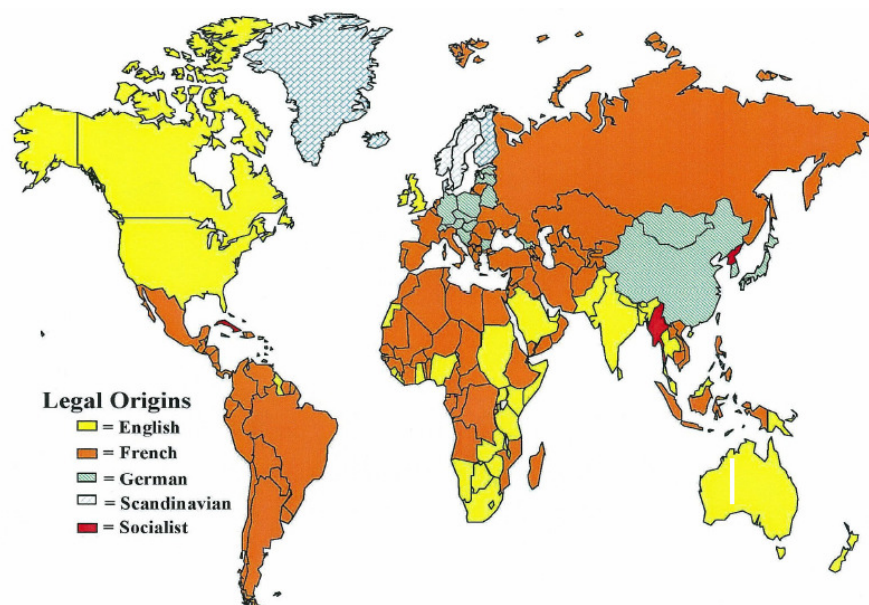 Legal Origins
= English
= French
= German
= Scandinavian
= Socialist